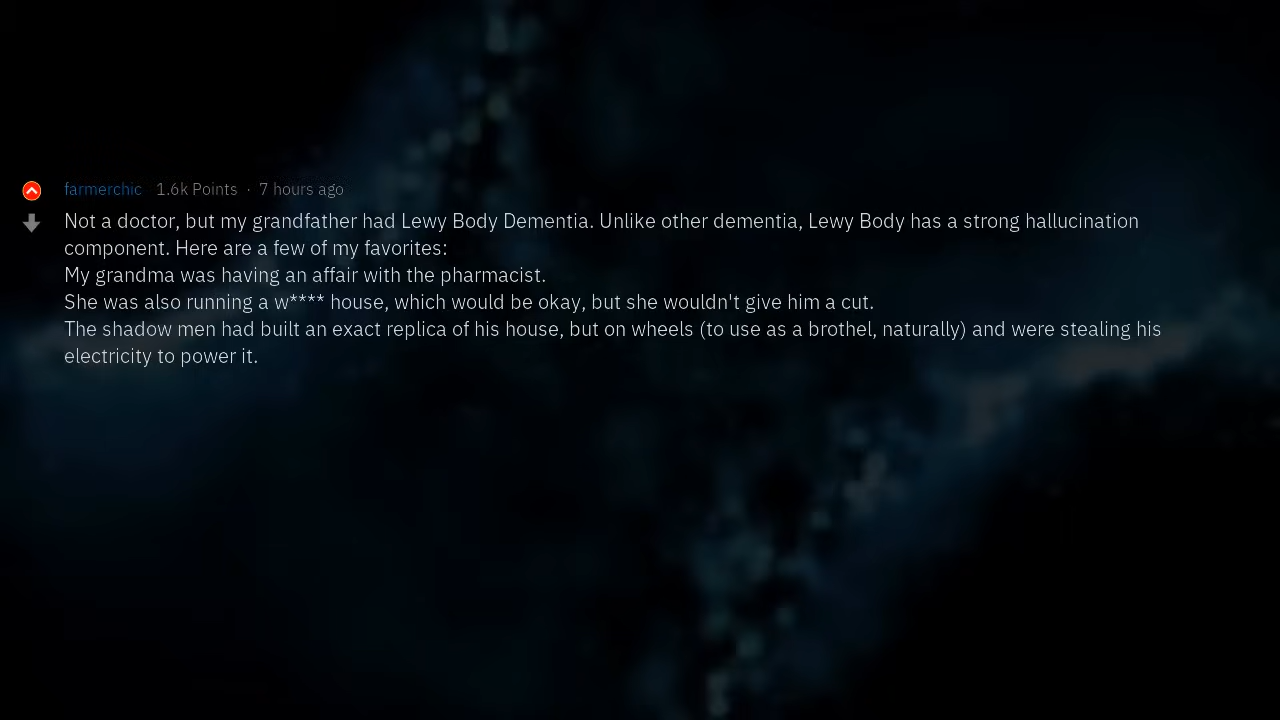 farmerchic 1.6k Points · 7 hours ago
Not a doctor, but my grandfather had Lewy Body Dementia. Unlike other dementia, Lewy Body has a strong hallucination
component. Here are a few of my favorites:
My grandma was having an affair with the pharmacist.
She was also running a w**** house, which would be okay, but she wouldn't give him a cut.
The shadow men had built an exact replica of his house, but on wheels (to use as a brothel, naturally) and were stealing his
electricity to power it.